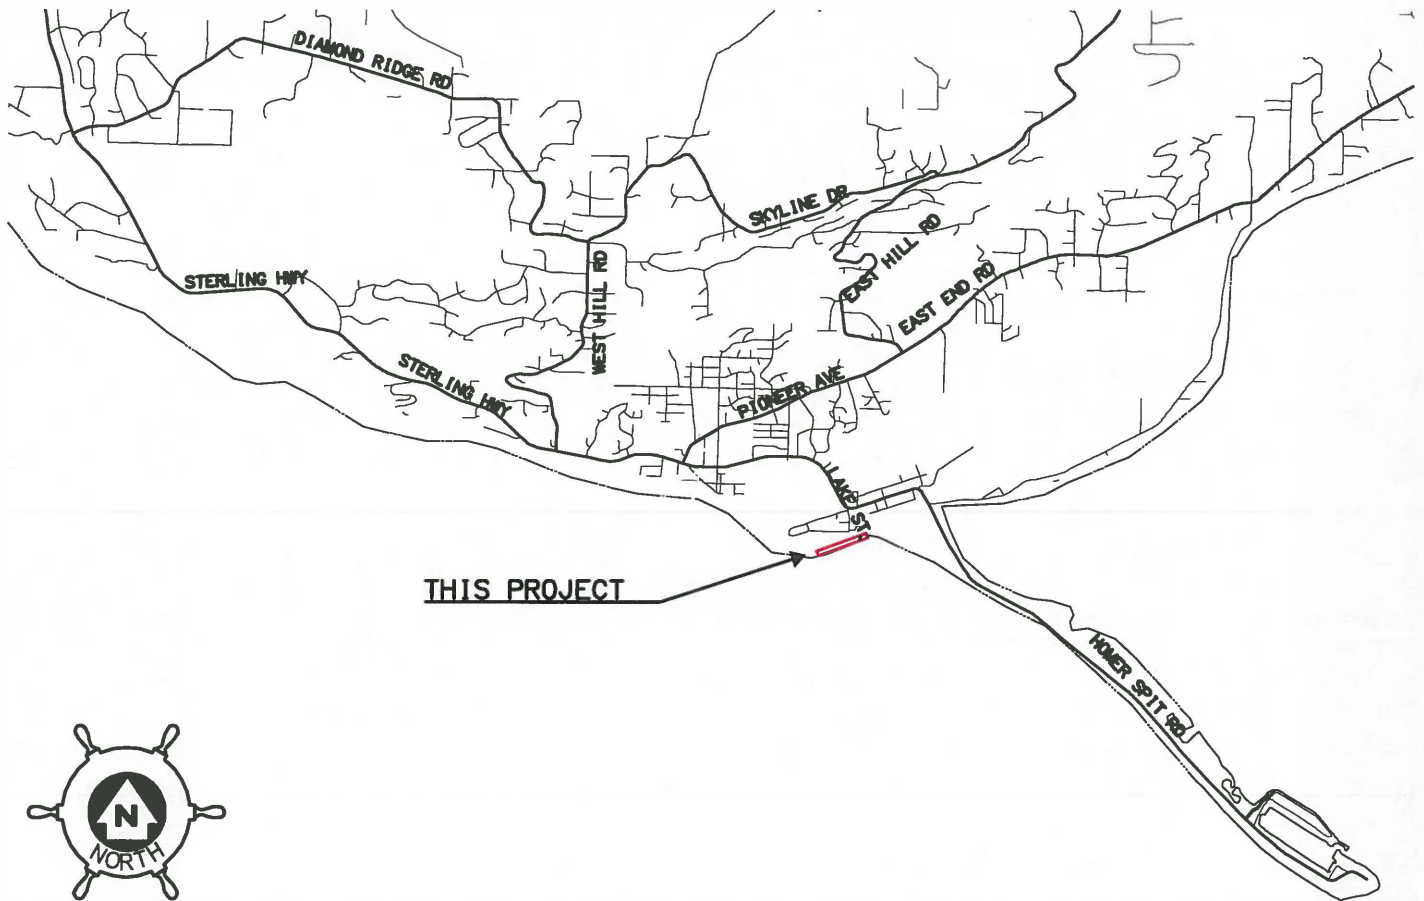 DIAMOND RIDGE RD
SKYLINE DR
EAST HILL RD
STERLING HWY
WEST HILL RD
EAST END RD
STERLING HWY
PIONEER AVE
LAKE ST
THIS PROJECT
HOMER SPIT RD
N
NORTH